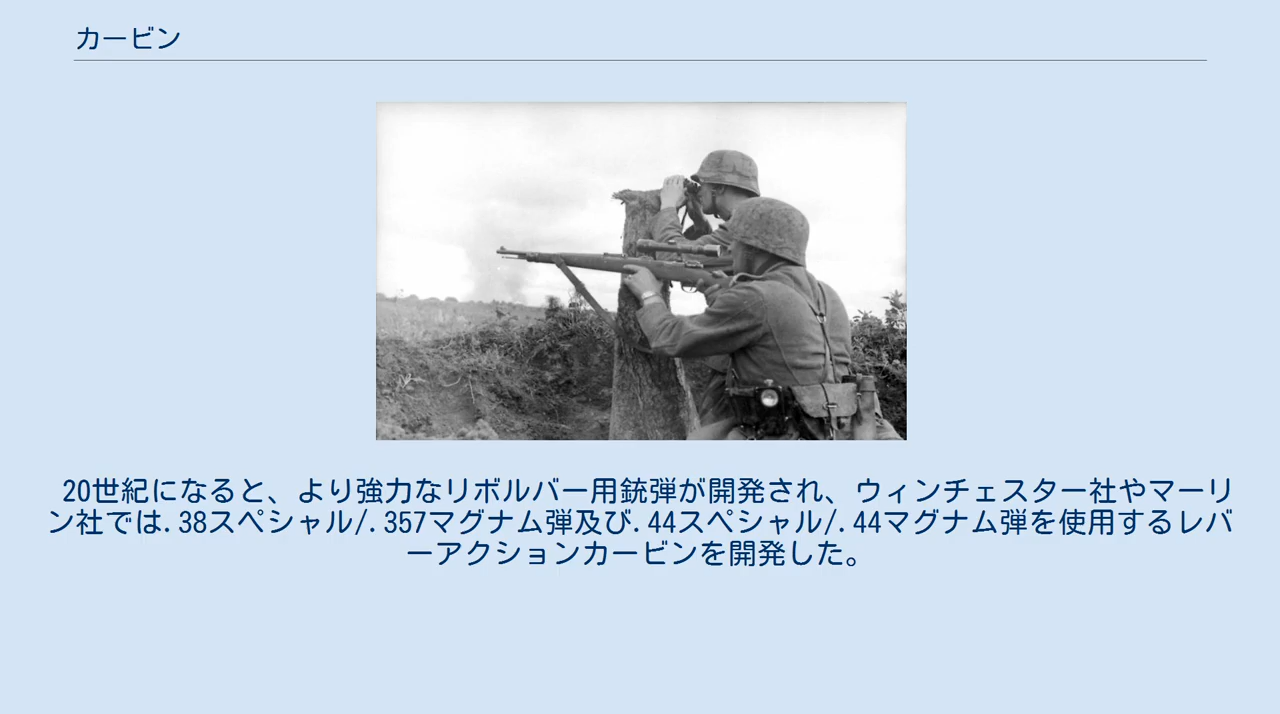 カービン
20世紀になると、より強力なリボルバー用銃弾が開発され、ウィンチェスター社やマーリ
ン社では.38スペシャル/.357マグナム弾及び.44スペシャル/.44マグナム弾を使用するレバ
ーアクションカービンを開発した。